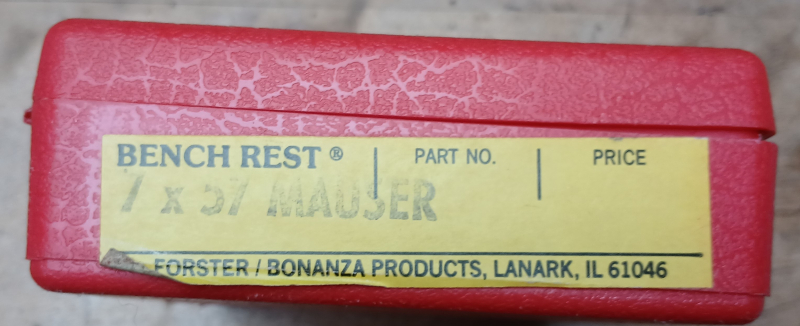 BENCH REST® PART NO. PRICE
7 x 57 MAUSER
FORSTER / BONANZA PRODUCTS, LANARK, IL 61046